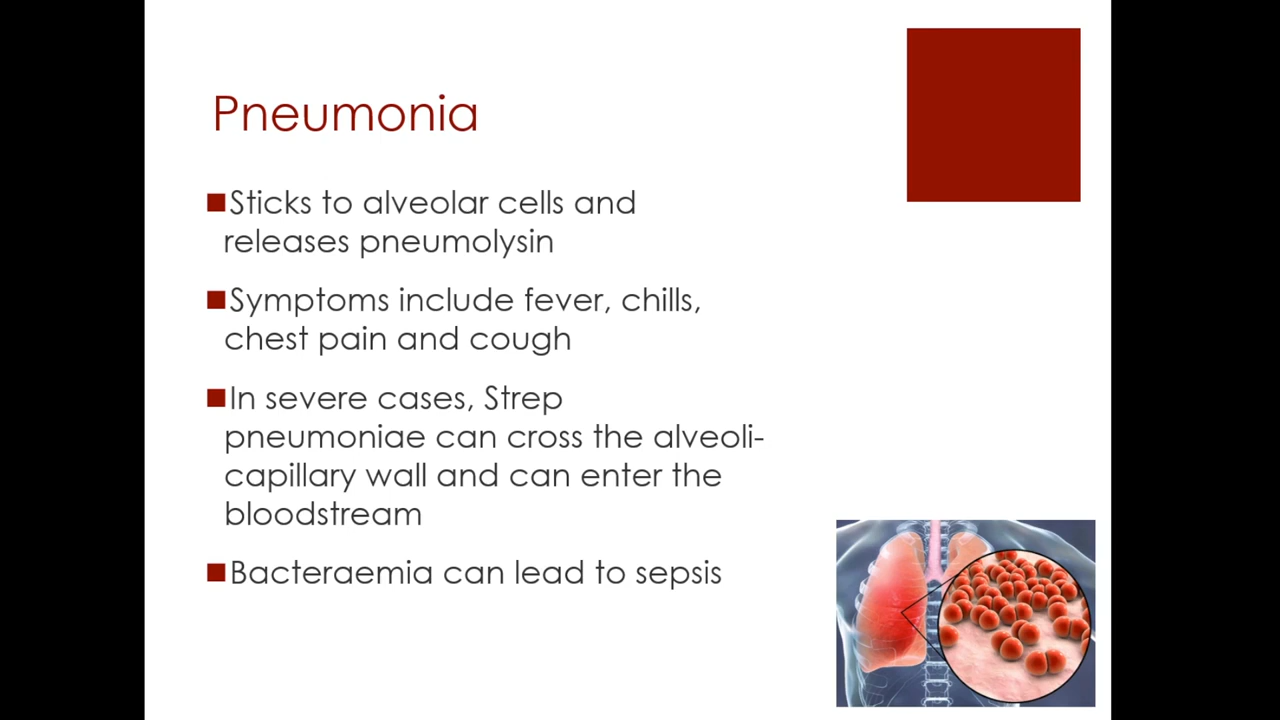 Pneumonia
Sticks to alveolar cells and
releases pneumolysin
Symptoms include fever, chills,
chest pain and cough
In severe cases, Strep
pneumoniae can cross the alveoli-
capillary wall and can enter the
bloodstream
Bacteraemia can lead to sepsis